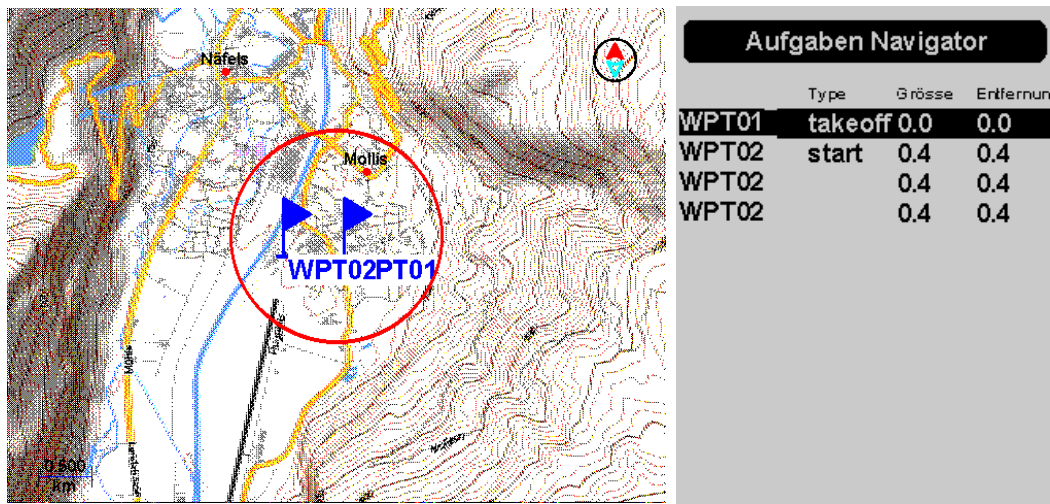 Näfels
Mollis
WPT02PT01
Mollis
0.500
km
Aufgaben Navigator
Type Grösse Entfernun
WPT01 takeoff 0.0 0.0
WPT02 start 0.4 0.4
WPT02 0.4 0.4
WPT02 0.4 0.4